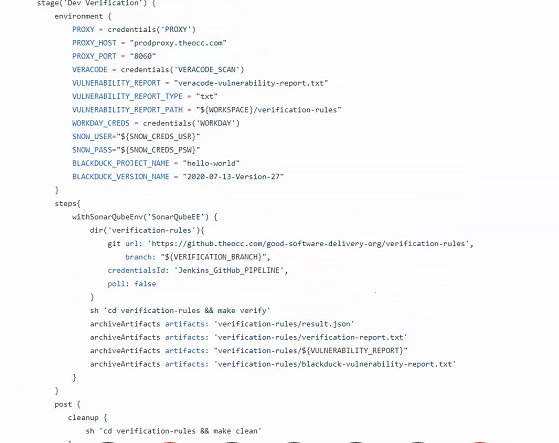 stage('Dev Verification') {
environment {
PROXY = credentials('PROXY')
PROXY_HOST = "prodproxy.theocc.com"
PROXY_PORT = "8060"
VERACODE = credentials('VERACODE_SCAN')
VULNERABILITY_REPORT = "veracode-vulnerability-report.txt"
VULNERABILITY_REPORT_TYPE = "txt"
VULNERABILITY_REPORT_PATH = "${WORKSPACE}/verification-rules"
WORKDAY_CREDS = credentials('WORKDAY')
SNOW_USER="${SNOW_CREDS_USR}"
SNOW_PASS="${SNOW_CREDS_PSW}"
BLACKDUCK_PROJECT_NAME = "hello-world"
BLACKDUCK_VERSION_NAME = "2020-07-13-Version-27"
}
steps{
withSonarQubeEnv('SonarQubeEE') {
dir('verification-rules'){
git url: 'https://github.theocc.com/good-software-delivery-org/verification-rules',
branch: "${VERIFICATION_BRANCH}",
credentialsId: 'Jenkins_GitHub_PIPELINE',
poll: false
}
sh 'cd verification-rules && make verify'
archiveArtifacts artifacts: 'verification-rules/result.json'
archiveArtifacts artifacts: 'verification-rules/verification-report.txt'
archiveArtifacts artifacts: "verification-rules/${VULNERABILITY_REPORT}"
archiveArtifacts artifacts: 'verification-rules/blackduck-vulnerability-report.txt'
}
}
post {
cleanup {
sh 'cd verification-rules && make clean'